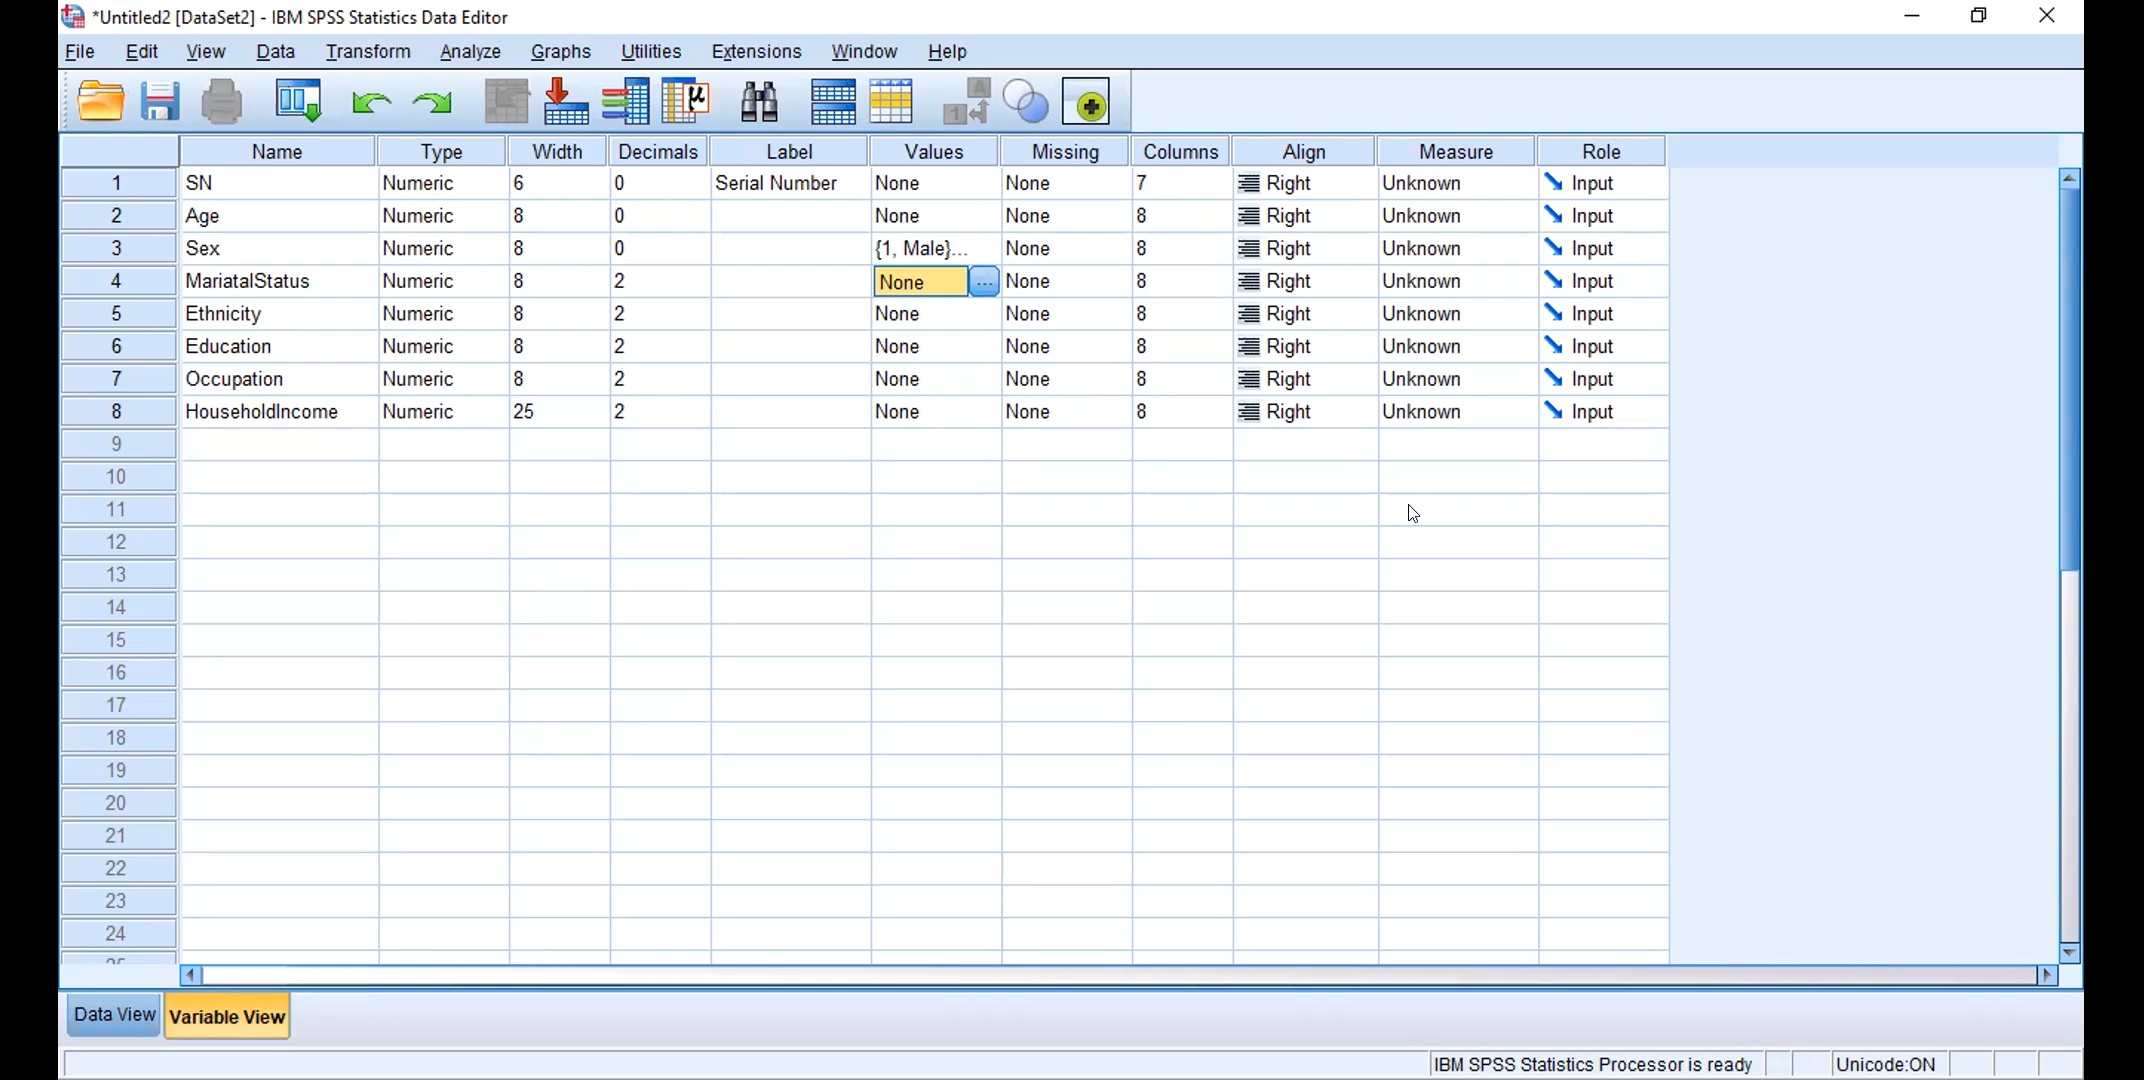 *Untitled2 [DataSet2] - IBM SPSS Statistics Data Editor
File Edit View Data Transform Analyze Graphs Utilities Extensions Window Help
Name Type Width Decimals Label Values Missing Columns Align Measure Role
1 SN Numeric 6 0 Serial Number None None 7 Right Unknown Input
2 Age Numeric 8 0 None None 8 Right Unknown Input
3 Sex Numeric 8 0 {1, Male}... None 8 Right Unknown Input
4 MariatalStatus Numeric 8 2 None ... None 8 Right Unknown Input
5 Ethnicity Numeric 8 2 None None 8 Right Unknown Input
6 Education Numeric 8 2 None None 8 Right Unknown Input
7 Occupation Numeric 8 2 None None 8 Right Unknown Input
8 HouseholdIncome Numeric 25 2 None None 8 Right Unknown Input
9
10
11
12
13
14
15
16
17
18
19
20
21
22
23
24
Data View Variable View
IBM SPSS Statistics Processor is ready Unicode:ON